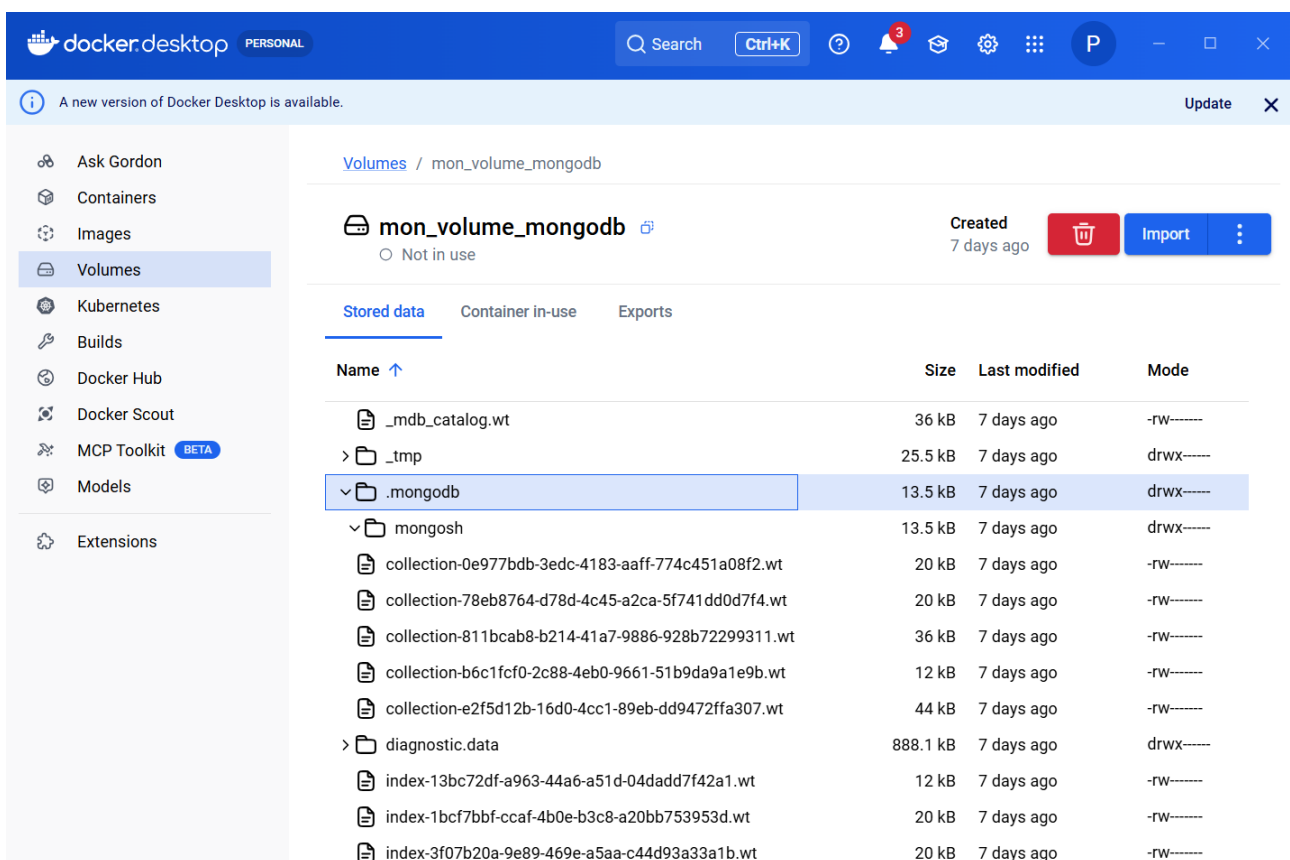 docker desktop PERSONAL Search Ctrl+K 3 P
A new version of Docker Desktop is available. Update
Ask Gordon
Containers
Images
Volumes
Kubernetes
Builds
Docker Hub
Docker Scout
MCP Toolkit BETA
Models
Extensions
Volumes / mon_volume_mongodb
mon_volume_mongodb
Not in use
Created
7 days ago
Import
Stored data Container in-use Exports
Name Size Last modified Mode
_mdb_catalog.wt 36 kB 7 days ago -rw-------
_tmp 25.5 kB 7 days ago drwx------
.mongodb 13.5 kB 7 days ago drwx------
mongosh 13.5 kB 7 days ago drwx------
collection-0e977bdb-3edc-4183-aaff-774c451a08f2.wt 20 kB 7 days ago -rw-------
collection-78eb8764-d78d-4c45-a2ca-5f741dd0d7f4.wt 20 kB 7 days ago -rw-------
collection-811bcab8-b214-41a7-9886-928b72299311.wt 36 kB 7 days ago -rw-------
collection-b6c1fcf0-2c88-4eb0-9661-51b9da9a1e9b.wt 12 kB 7 days ago -rw-------
collection-e2f5d12b-16d0-4cc1-89eb-dd9472ffa307.wt 44 kB 7 days ago -rw-------
diagnostic.data 888.1 kB 7 days ago drwx------
index-13bc72df-a963-44a6-a51d-04dadd7f42a1.wt 12 kB 7 days ago -rw-------
index-1bcf7bbf-ccaf-4b0e-b3c8-a20bb753953d.wt 20 kB 7 days ago -rw-------
index-3f07b20a-9e89-469e-a5aa-c44d93a33a1b.wt 20 kB 7 days ago -rw-------